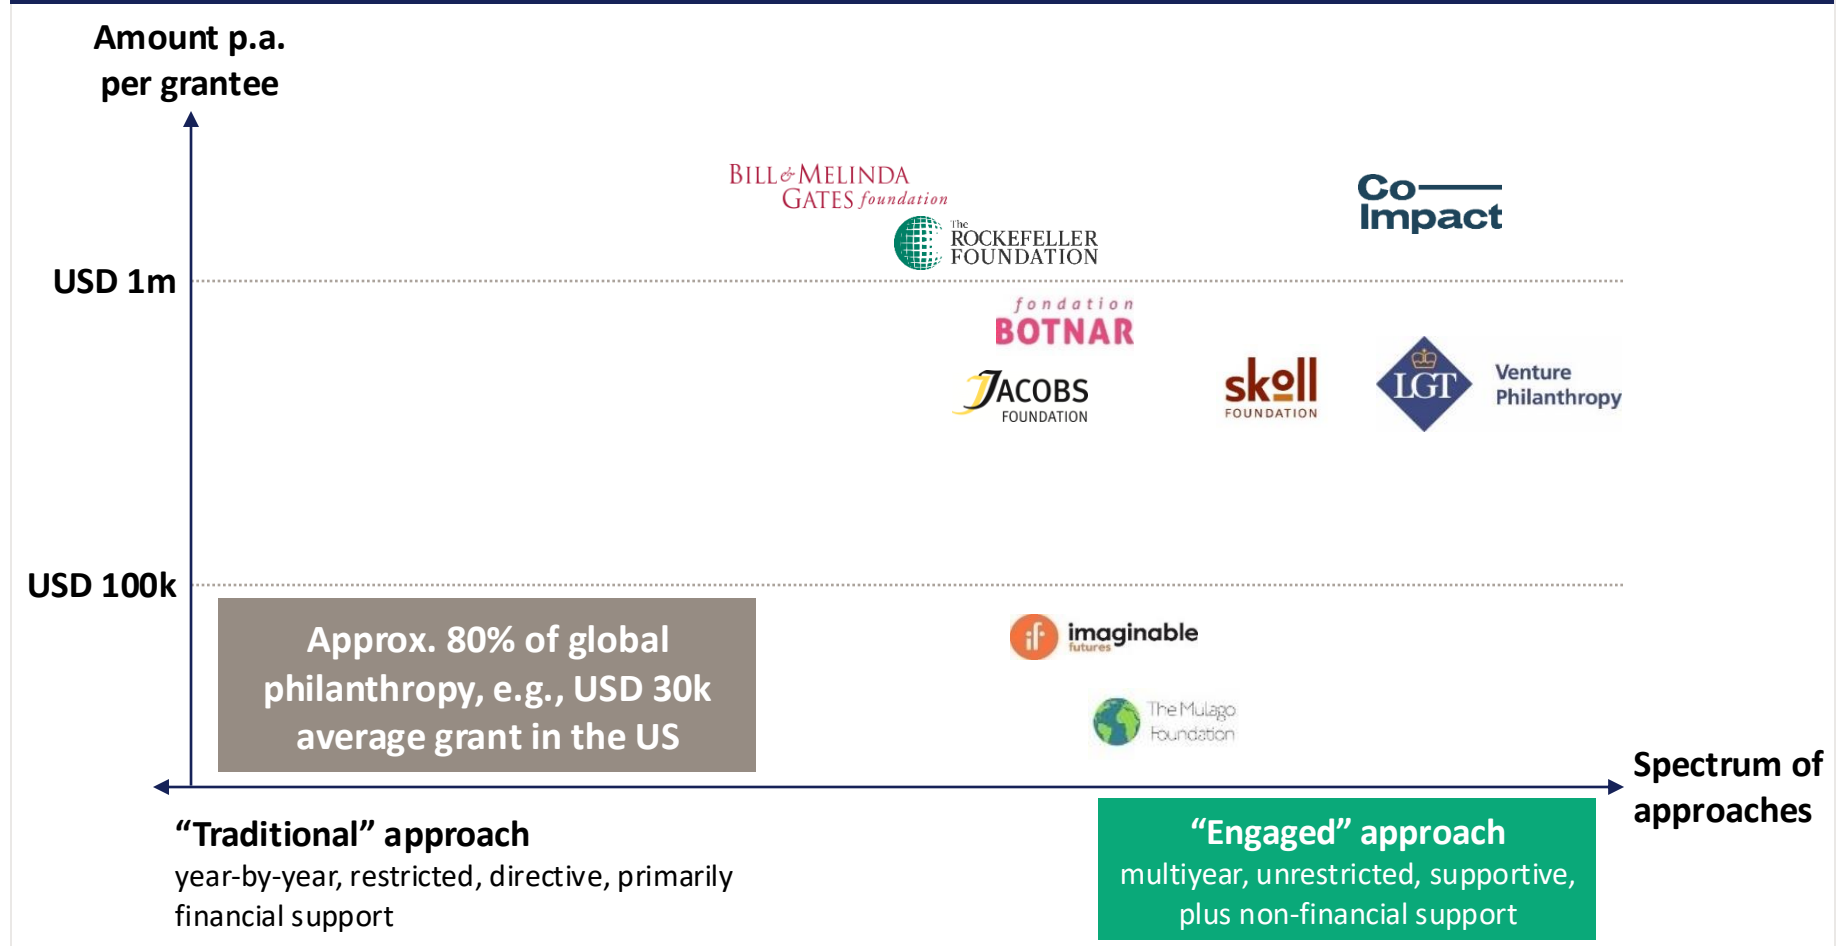 Amount p.a.
per grantee
BILL & MELINDA
GATES foundation
The
ROCKEFELLER
FOUNDATION
Co
Impact
USD 1m
fondation
BOTNAR
JACOBS
FOUNDATION
skoll
FOUNDATION
LGT
Venture
Philanthropy
USD 100k
Approx. 80% of global
philanthropy, e.g., USD 30k
average grant in the US
if
imaginable
futures
The Mulago
Foundation
Spectrum of
approaches
“Traditional” approach
year-by-year, restricted, directive, primarily
financial support
“Engaged” approach
multiyear, unrestricted, supportive,
plus non-financial support